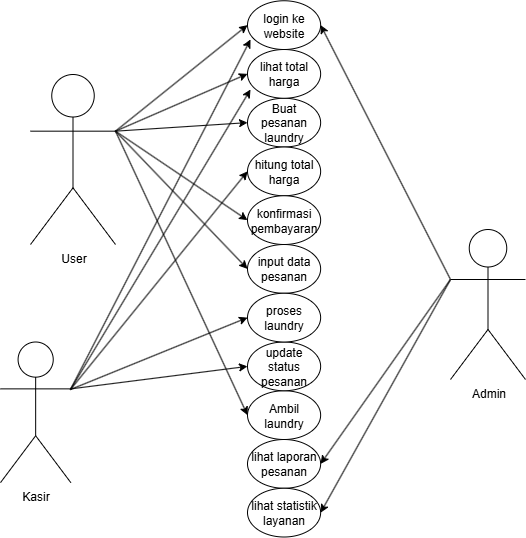 login ke
website
lihat total
harga
Buat
pesanan
laundry
hitung total
harga
konfirmasi
pembayaran
User
input data
pesanan
proses
laundry
update
status
pesanan
Admin
Ambil
laundry
lihat laporan
pesanan
Kasir
lihat statistik
layanan